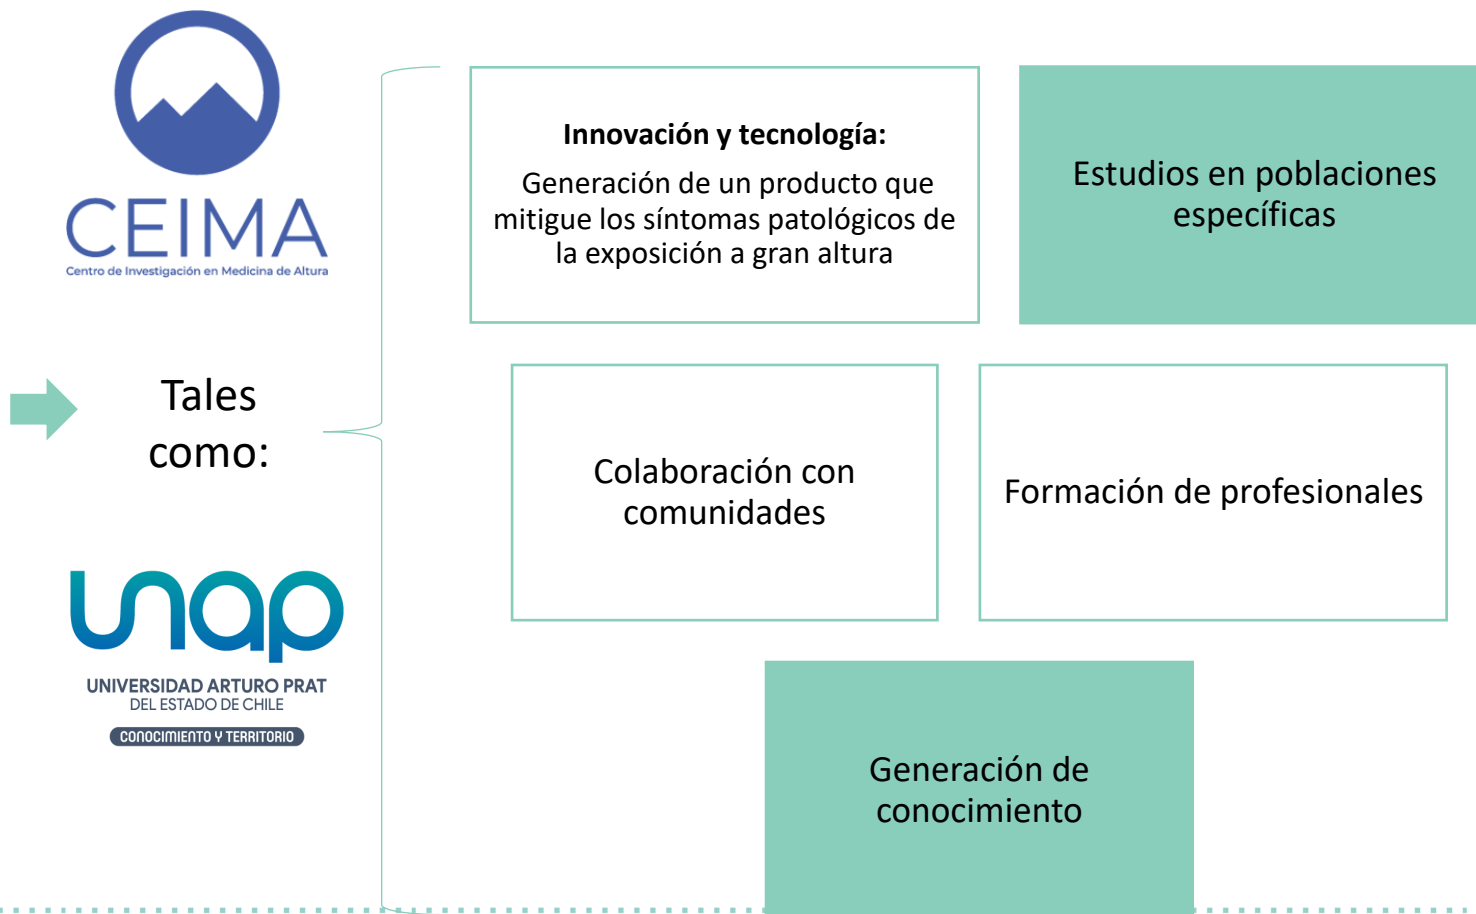 CEIMA
Centro de Investigación en Medicina de Altura
Tales
como:
unap
UNIVERSIDAD ARTURO PRAT
DEL ESTADO DE CHILE
CONOCIMIENTO Y TERRITORIO
Innovación y tecnología:
Generación de un producto que
mitigue los síntomas patológicos de
la exposición a gran altura
Estudios en poblaciones
específicas
Colaboración con
comunidades
Formación de profesionales
Generación de
conocimiento